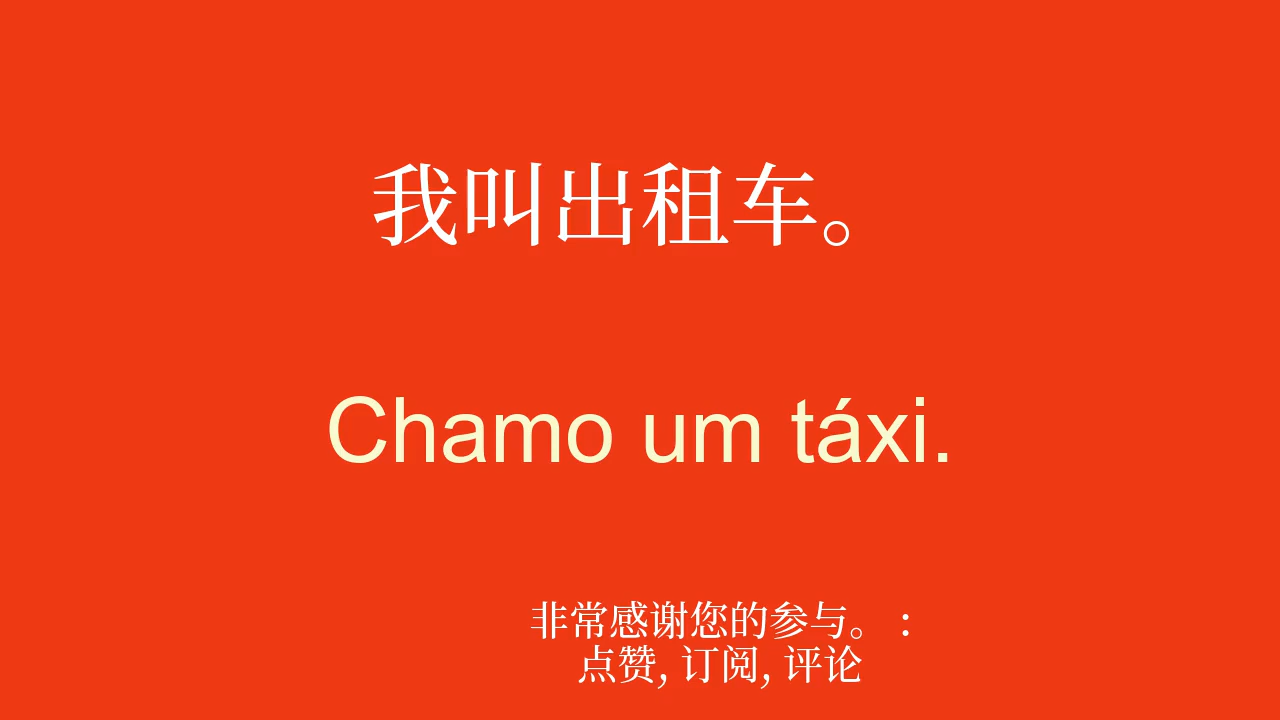 我叫出租车。
Chamo um táxi.
非常感谢您的参与。 :
点赞, 订阅, 评论